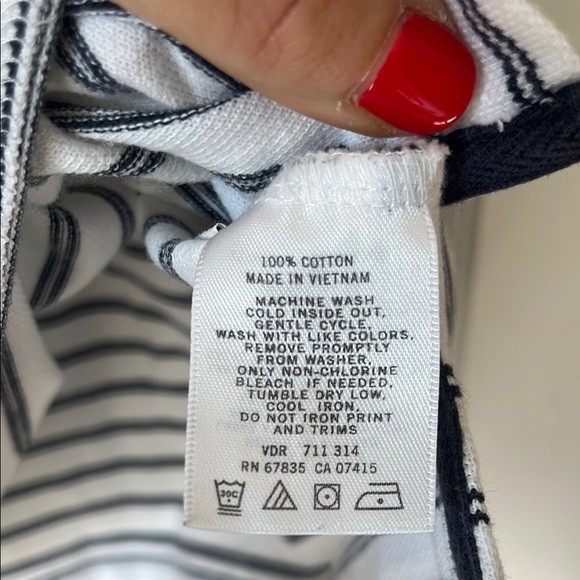 100% COTTON
MADE IN VIETNAM
MACHINE WASH
COLD INSIDE OUT,
GENTLE CYCLE,
WASH WITH LIKE COLORS,
REMOVE PROMPTLY
FROM WASHER,
ONLY NON-CHLORINE
BLEACH IF NEEDED,
TUMBLE DRY LOW,
COOL IRON,
DO NOT IRON PRINT
AND TRIMS
VDR 711 314
RN 67835 CA 07415
30C